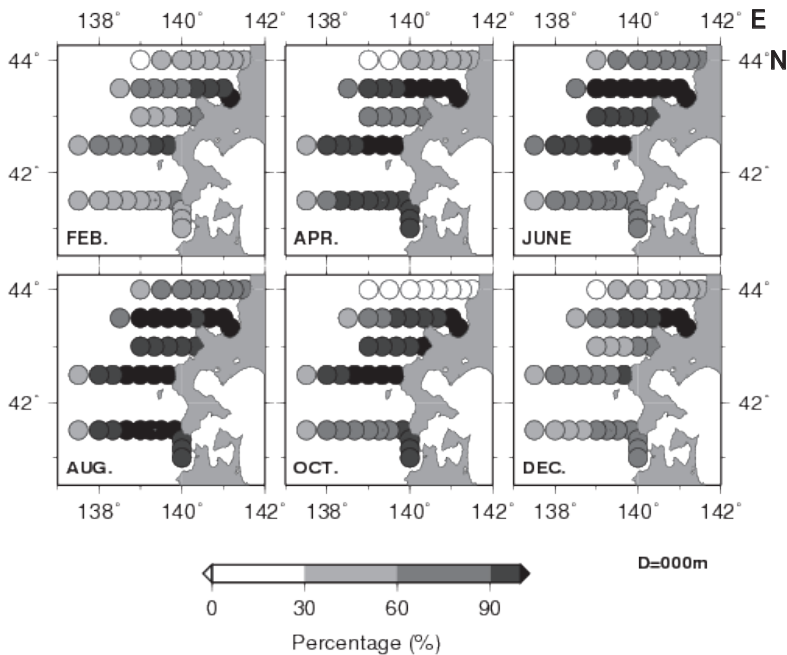 138° 140° 142° 138° 140° 142° 138° 140° 142° E
44° 44° N
42° 42°
FEB. APR. JUNE
44° 44°
42° 42°
AUG. OCT. DEC.
138° 140° 142° 138° 140° 142° 138° 140° 142°
D=000m
0 30 60 90
Percentage (%)